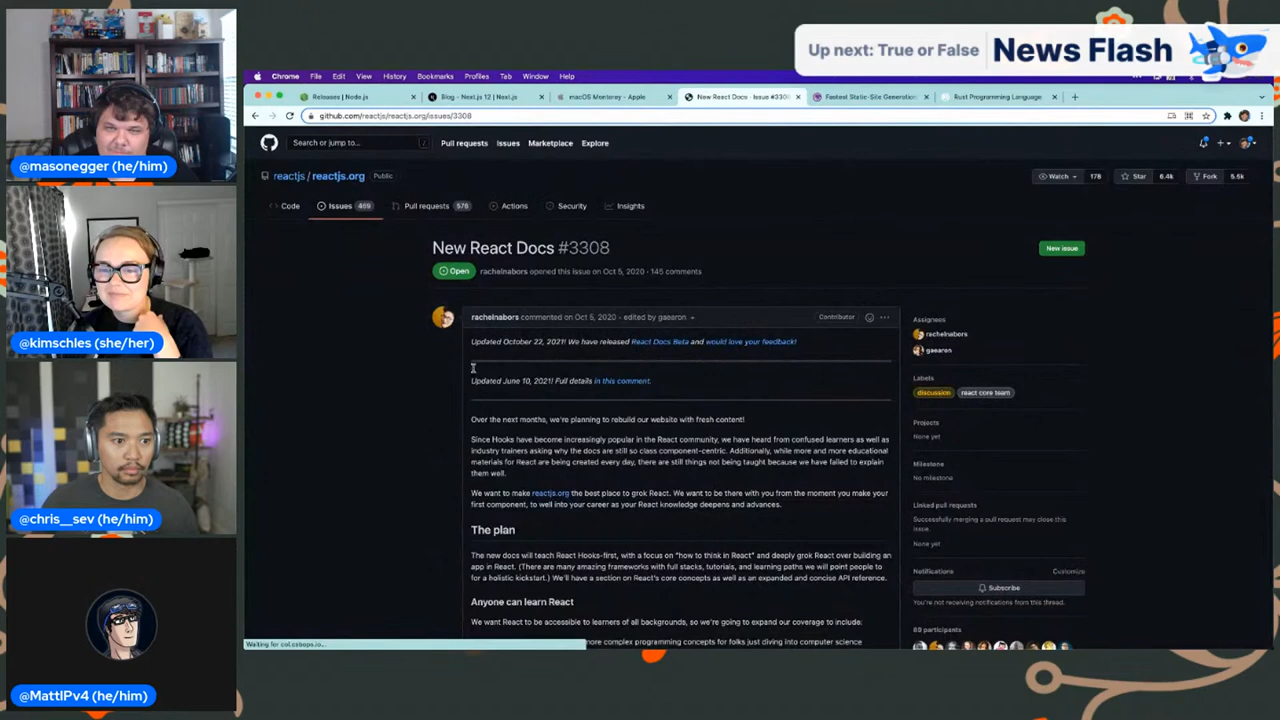 Up next: True or False
News Flash
@masonegger (he/him)
@kimschles (she/her)
@chris__sev (he/him)
@MattIPv4 (he/him)
Chrome File Edit View History Bookmarks Profiles Tab Window Help
Releases | Node.js
Blog - Next.js 12 | Next.js
macOS Monterey - Apple
New React Docs · Issue #3308
Fastest Static-Site Generation
Rust Programming Language
github.com/reactjs/reactjs.org/issues/3308
Search or jump to...
/
Pull requests Issues Marketplace Explore
reactjs / reactjs.org Public
Watch 178
Star 6.4k
Fork 5.5k
Code
Issues 469
Pull requests 578
Actions
Security
Insights
New React Docs #3308
New issue
Open
rachelnabors opened this issue on Oct 5, 2020 · 145 comments
rachelnabors commented on Oct 5, 2020 • edited by gaearon
Contributor
Updated October 22, 2021! We have released React Docs Beta and would love your feedback!
Updated June 10, 2021! Full details in this comment.
Over the next months, we're planning to rebuild our website with fresh content!
Since Hooks have become increasingly popular in the React community, we have heard from confused learners as well as
industry trainers asking why the docs are still so class component-centric. Additionally, while more and more educational
materials for React are being created every day, there are still things not being taught because we have failed to explain
them well.
We want to make reactjs.org the best place to grok React. We want to be there with you from the moment you make your
first component, to well into your career as your React knowledge deepens and advances.
The plan
The new docs will teach React Hooks-first, with a focus on "how to think in React" and deeply grok React over building an
app in React. (There are many amazing frameworks with full stacks, tutorials, and learning paths we will point people to
for a holistic kickstart.) We'll have a section on React's core concepts as well as an expanded and concise API reference.
Anyone can learn React
We want React to be accessible to learners of all backgrounds, so we're going to expand our coverage to include:
more complex programming concepts for folks just diving into computer science
Assignees
rachelnabors
gaearon
Labels
discussion
react core team
Projects
None yet
Milestone
No milestone
Linked pull requests
Successfully merging a pull request may close this
issue.
None yet
Notifications
Customize
Subscribe
You're not receiving notifications from this thread.
89 participants
Waiting for col.csbops.io...